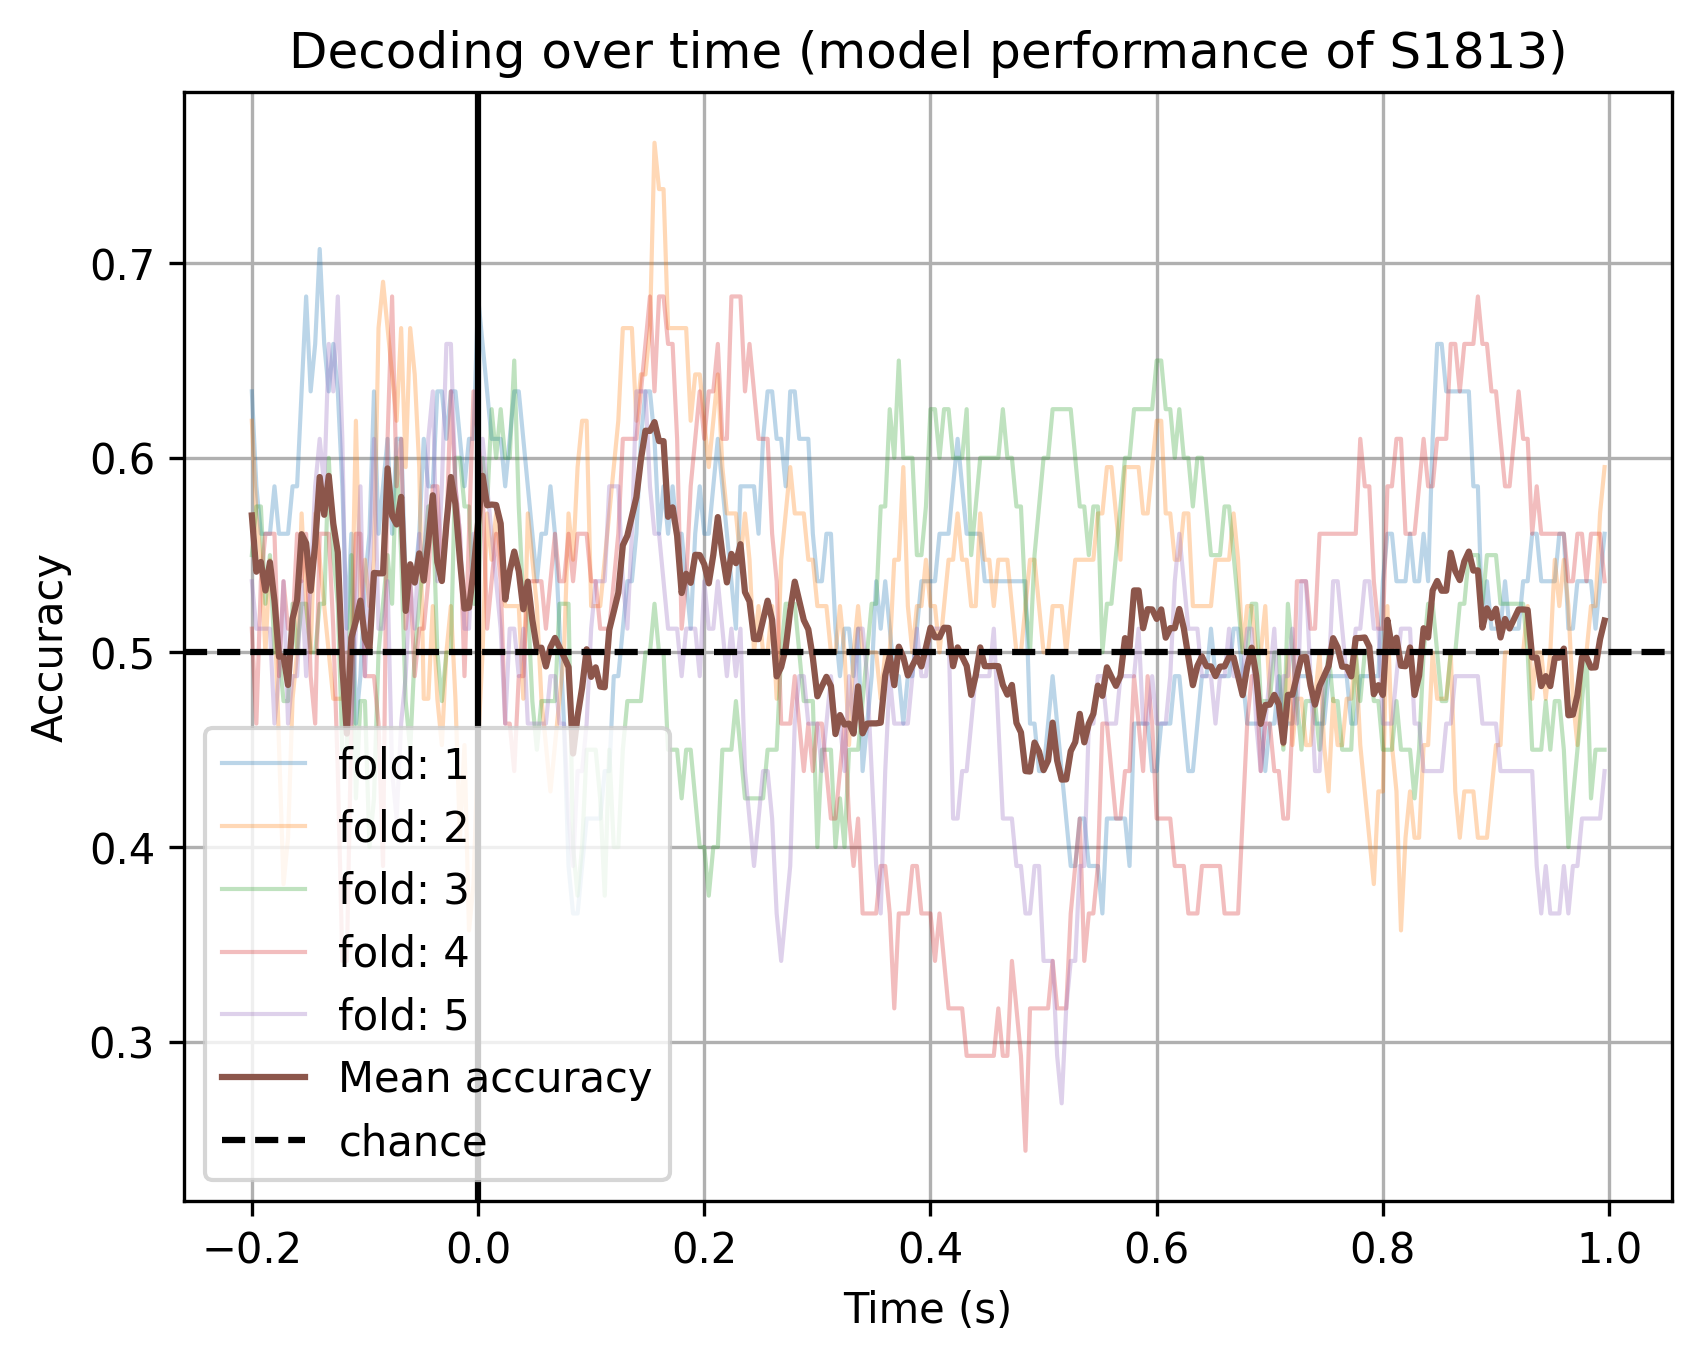 Decoding over time (model performance of S1813)
Accuracy
0.7
0.6
0.5
0.4
0.3
fold: 1
fold: 2
fold: 3
fold: 4
fold: 5
Mean accuracy
chance
−0.2 0.0 0.2 0.4 0.6 0.8 1.0
Time (s)